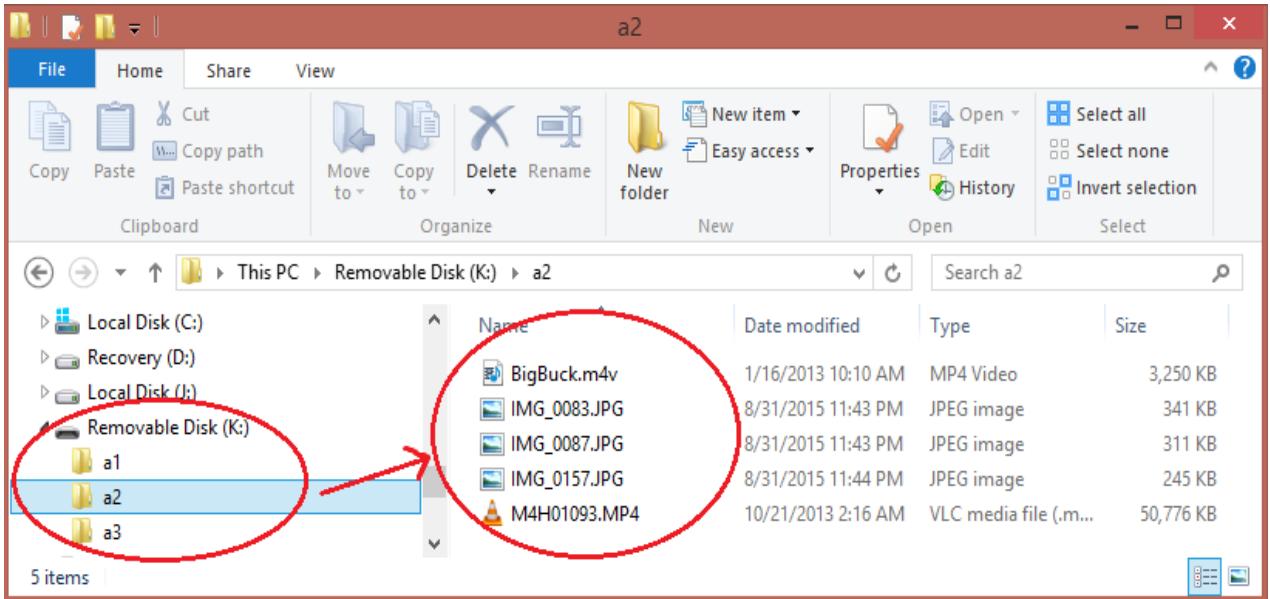 a2
File Home Share View
Copy
Paste
Cut
Copy path
Paste shortcut
Clipboard
Move to
Copy to
Delete
Rename
Organize
New folder
New item
Easy access
New
Properties
Open
Edit
History
Open
Select all
Select none
Invert selection
Select
This PC Removable Disk (K:) a2
Search a2
Local Disk (C:)
Recovery (D:)
Local Disk (J:)
Removable Disk (K:)
a1
a2
a3
Name Date modified Type Size
BigBuck.m4v 1/16/2013 10:10 AM MP4 Video 3,250 KB
IMG_0083.JPG 8/31/2015 11:43 PM JPEG image 341 KB
IMG_0087.JPG 8/31/2015 11:43 PM JPEG image 311 KB
IMG_0157.JPG 8/31/2015 11:44 PM JPEG image 245 KB
M4H01093.MP4 10/21/2013 2:16 AM VLC media file (.m... 50,776 KB
5 items